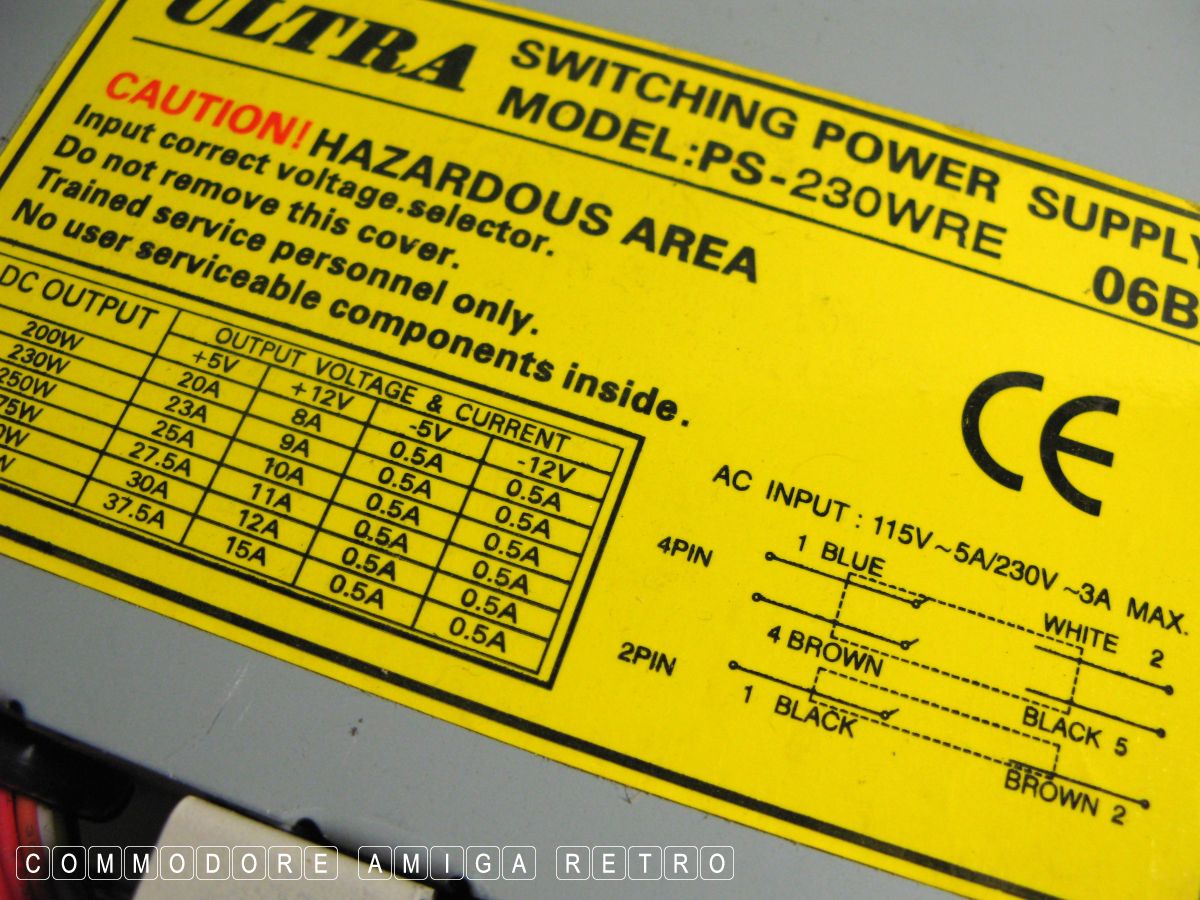 ULTRA
SWITCHING POWER SUPPLY
MODEL:PS-230WRE
06B
CAUTION! HAZARDOUS AREA
Input correct voltage.selector.
Do not remove this cover.
Trained service personnel only.
No user serviceable components inside.
DC OUTPUT OUTPUT VOLTAGE & CURRENT
+5V +12V -5V -12V
200W 20A 8A 0.5A 0.5A
230W 23A 9A 0.5A 0.5A
250W 25A 10A 0.5A 0.5A
75W 27.5A 11A 0.5A 0.5A
0W 30A 12A 0.5A 0.5A
W 37.5A 15A 0.5A 0.5A
CE
AC INPUT : 115V~5A/230V~3A MAX.
4PIN 1 BLUE
WHITE 2
4 BROWN
BLACK 5
2PIN
1 BLACK
BROWN 2
COMMODORE AMIGA RETRO